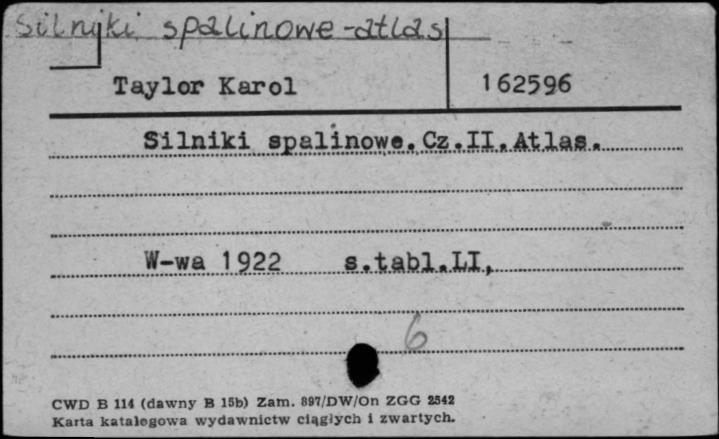 Silniki spalinowe-atlas
Taylor Karol 162596
Silniki spalinowe.Cz.II.Atlas.
W-wa 1922 s.tabl.LI,
6
CWD B 114 (dawny B 15b) Zam. 897/DW/On ZGG 2542
Karta katalogowa wydawnictw ciągłych i zwartych.